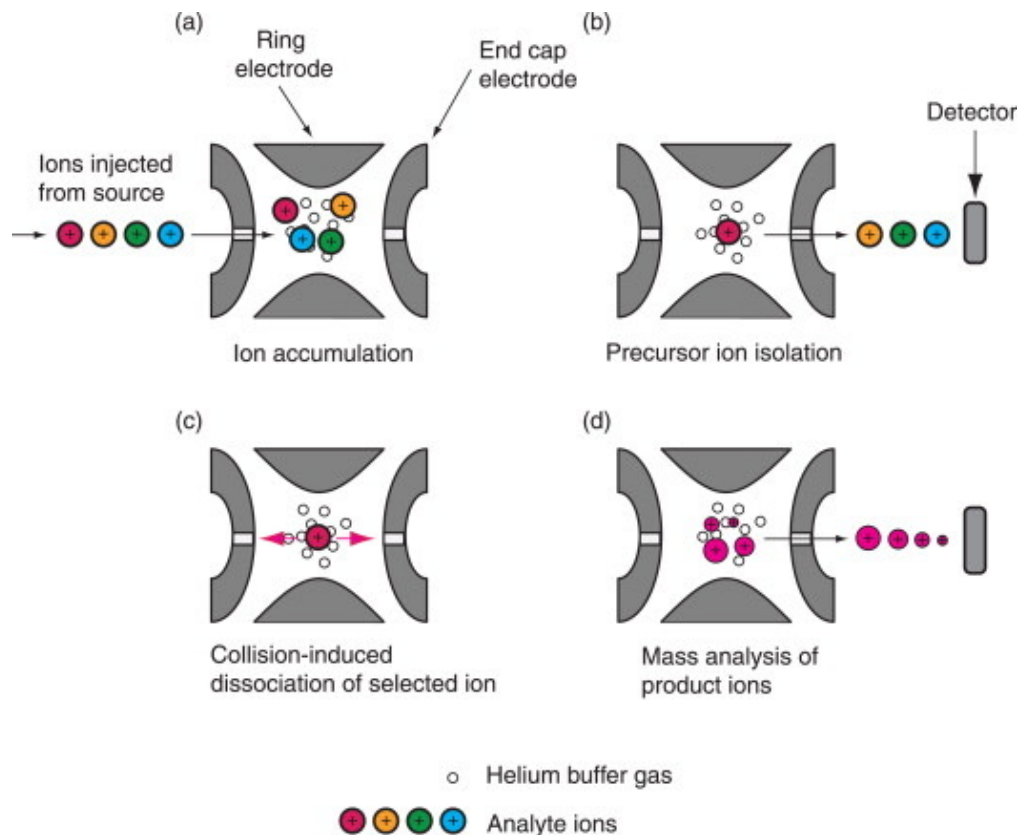 (a)
Ring
electrode
End cap
electrode
Ions injected
from source
+ + + +
+ +
+ +
Ion accumulation
(b)
Detector
+
+ + +
Precursor ion isolation
(c)
+
Collision-induced
dissociation of selected ion
(d)
+ +
+ +
+ + + +
Mass analysis of
product ions
Helium buffer gas
+ + + + Analyte ions